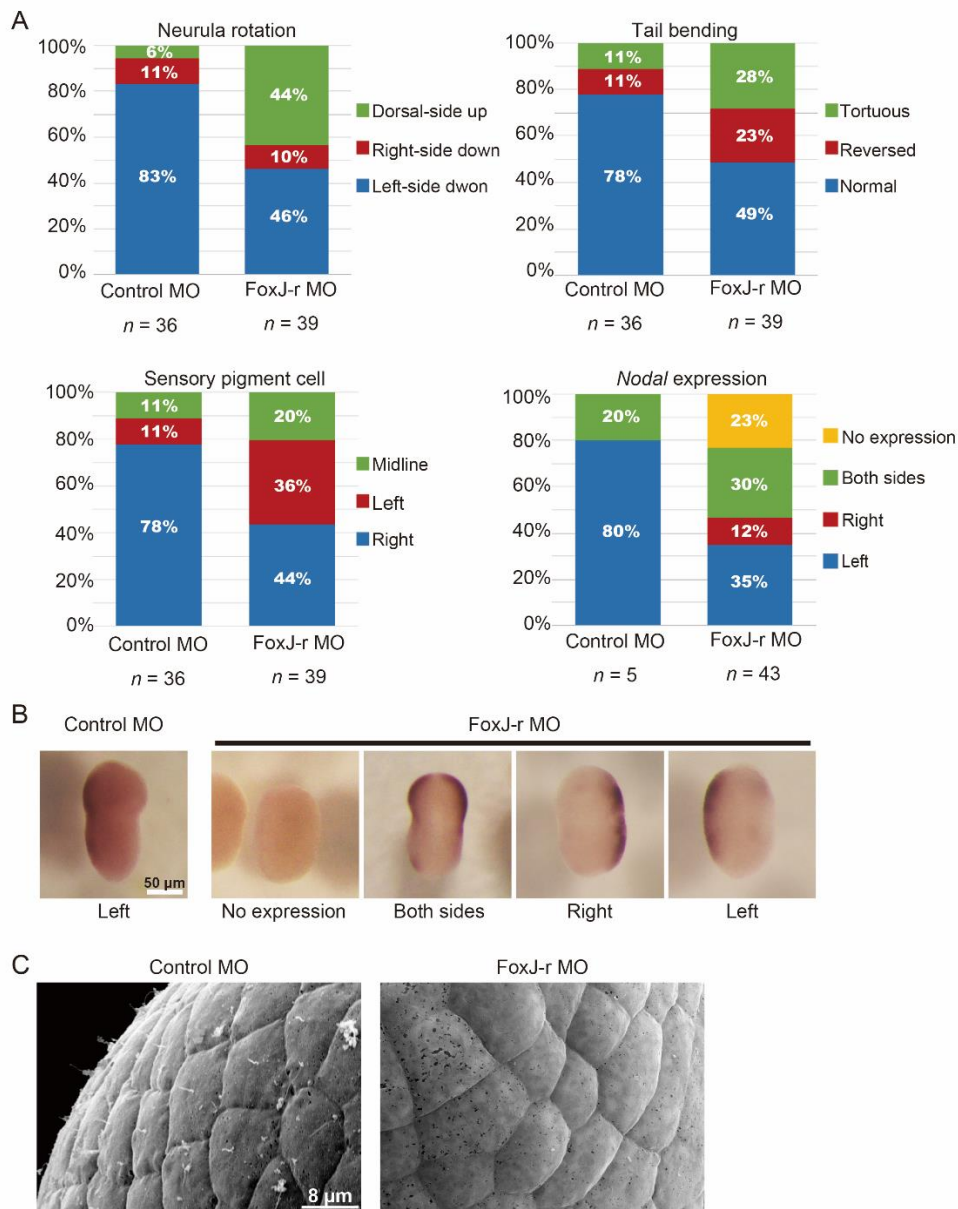 A
Neurula rotation
100%
80%
60%
40%
20%
0%
6%
11%
83%
44%
10%
46%
Dorsal-side up
Right-side down
Left-side dwon
Control MO
FoxJ-r MO
n = 36
n = 39
Tail bending
100%
80%
60%
40%
20%
0%
11%
11%
78%
28%
23%
49%
Tortuous
Reversed
Normal
Control MO
FoxJ-r MO
n = 36
n = 39
Sensory pigment cell
100%
80%
60%
40%
20%
0%
11%
11%
78%
20%
36%
44%
Midline
Left
Right
Control MO
FoxJ-r MO
n = 36
n = 39
Nodal expression
100%
80%
60%
40%
20%
0%
20%
80%
23%
30%
12%
35%
No expression
Both sides
Right
Left
Control MO
FoxJ-r MO
n = 5
n = 43
B
Control MO
FoxJ-r MO
50 µm
Left
No expression
Both sides
Right
Left
C
Control MO
FoxJ-r MO
8 µm